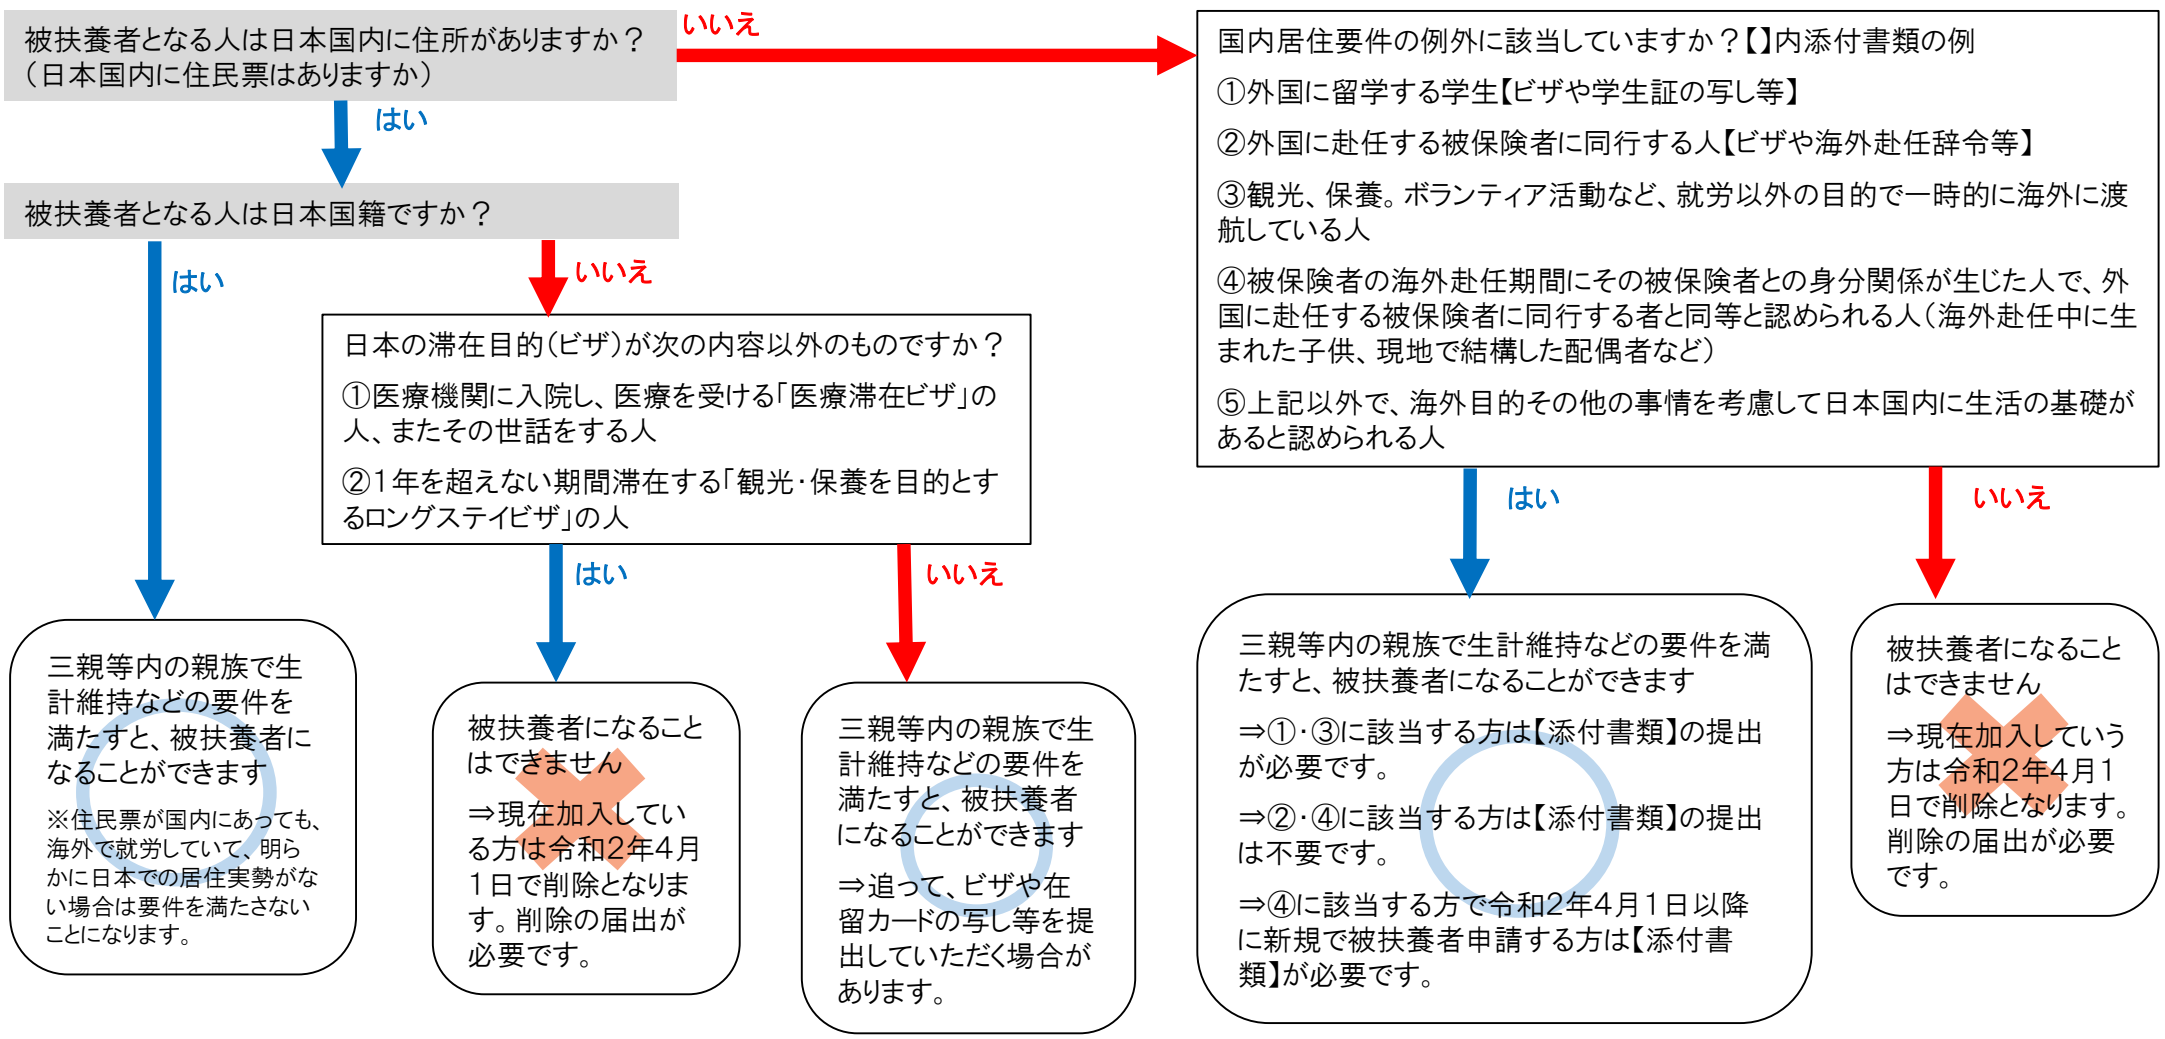 被扶養者となる人は日本国内に住所がありますか？
（日本国内に住民票はありますか）
いいえ
はい
被扶養者となる人は日本国籍ですか？
はい
いいえ
日本の滞在目的（ビザ）が次の内容以外のものですか？
①医療機関に入院し、医療を受ける「医療滞在ビザ」の
人、またその世話をする人
②１年を超えない期間滞在する「観光・保養を目的とす
るロングステイビザ」の人
はい
いいえ
国内居住要件の例外に該当していますか？【】内添付書類の例
①外国に留学する学生【ビザや学生証の写し等】
②外国に赴任する被保険者に同行する人【ビザや海外赴任辞令等】
③観光、保養。ボランティア活動など、就労以外の目的で一時的に海外に渡
航している人
④被保険者の海外赴任期間にその被保険者との身分関係が生じた人で、外
国に赴任する被保険者に同行する者と同等と認められる人（海外赴任中に生
まれた子供、現地で結構した配偶者など）
⑤上記以外で、海外目的その他の事情を考慮して日本国内に生活の基礎が
あると認められる人
はい
いいえ
三親等内の親族で生
計維持などの要件を
満たすと、被扶養者に
なることができます
※住民票が国内にあっても、
海外で就労していて、明ら
かに日本での居住実勢がな
い場合は要件を満たさない
ことになります。
被扶養者になること
はできません
⇒現在加入してい
る方は令和２年４月
１日で削除となりま
す。削除の届出が
必要です。
三親等内の親族で生
計維持などの要件を
満たすと、被扶養者
になることができます
⇒追って、ビザや在
留カードの写し等を提
出していただく場合が
あります。
三親等内の親族で生計維持などの要件を満
たすと、被扶養者になることができます
⇒①・③に該当する方は【添付書類】の提出
が必要です。
⇒②・④に該当する方は【添付書類】の提出
は不要です。
⇒④に該当する方で令和２年４月１日以降
に新規で被扶養者申請する方は【添付書
類】が必要です。
被扶養者になること
はできません
⇒現在加入していう
方は令和２年４月１
日で削除となります。
削除の届出が必要
です。